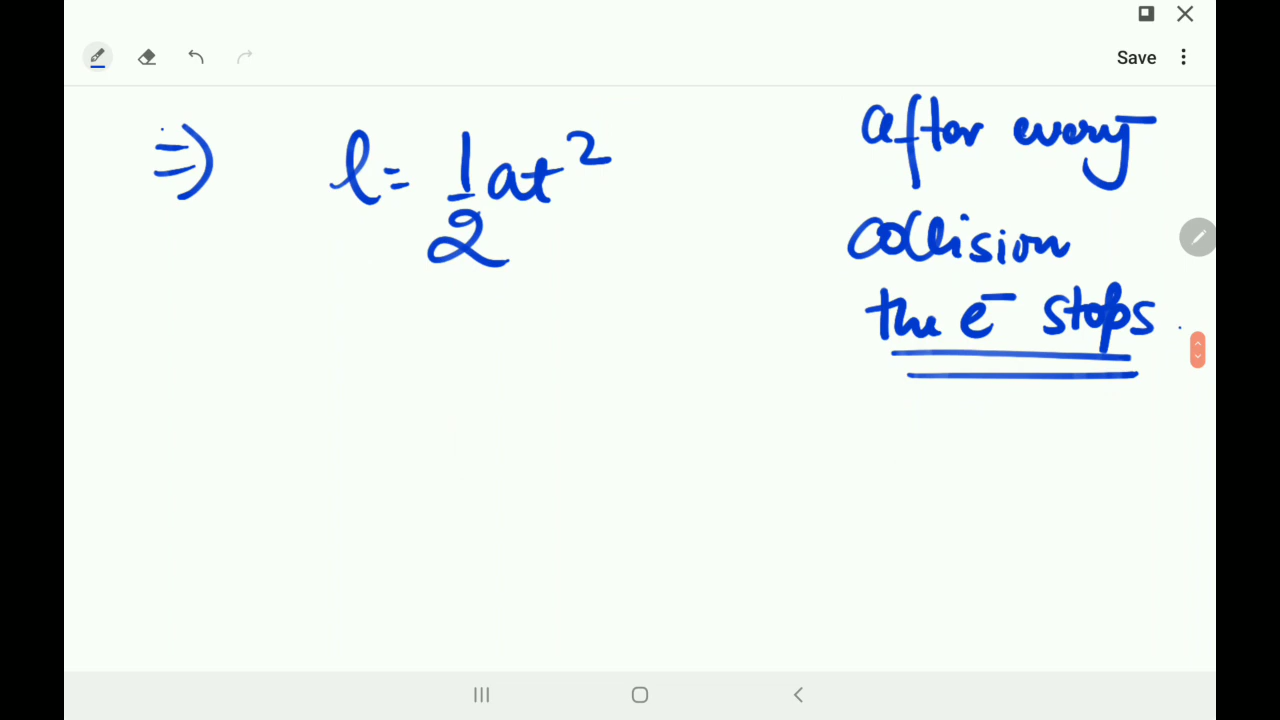 Save
⇒ l = 1/2 at²
after every
collision
the e⁻ stops